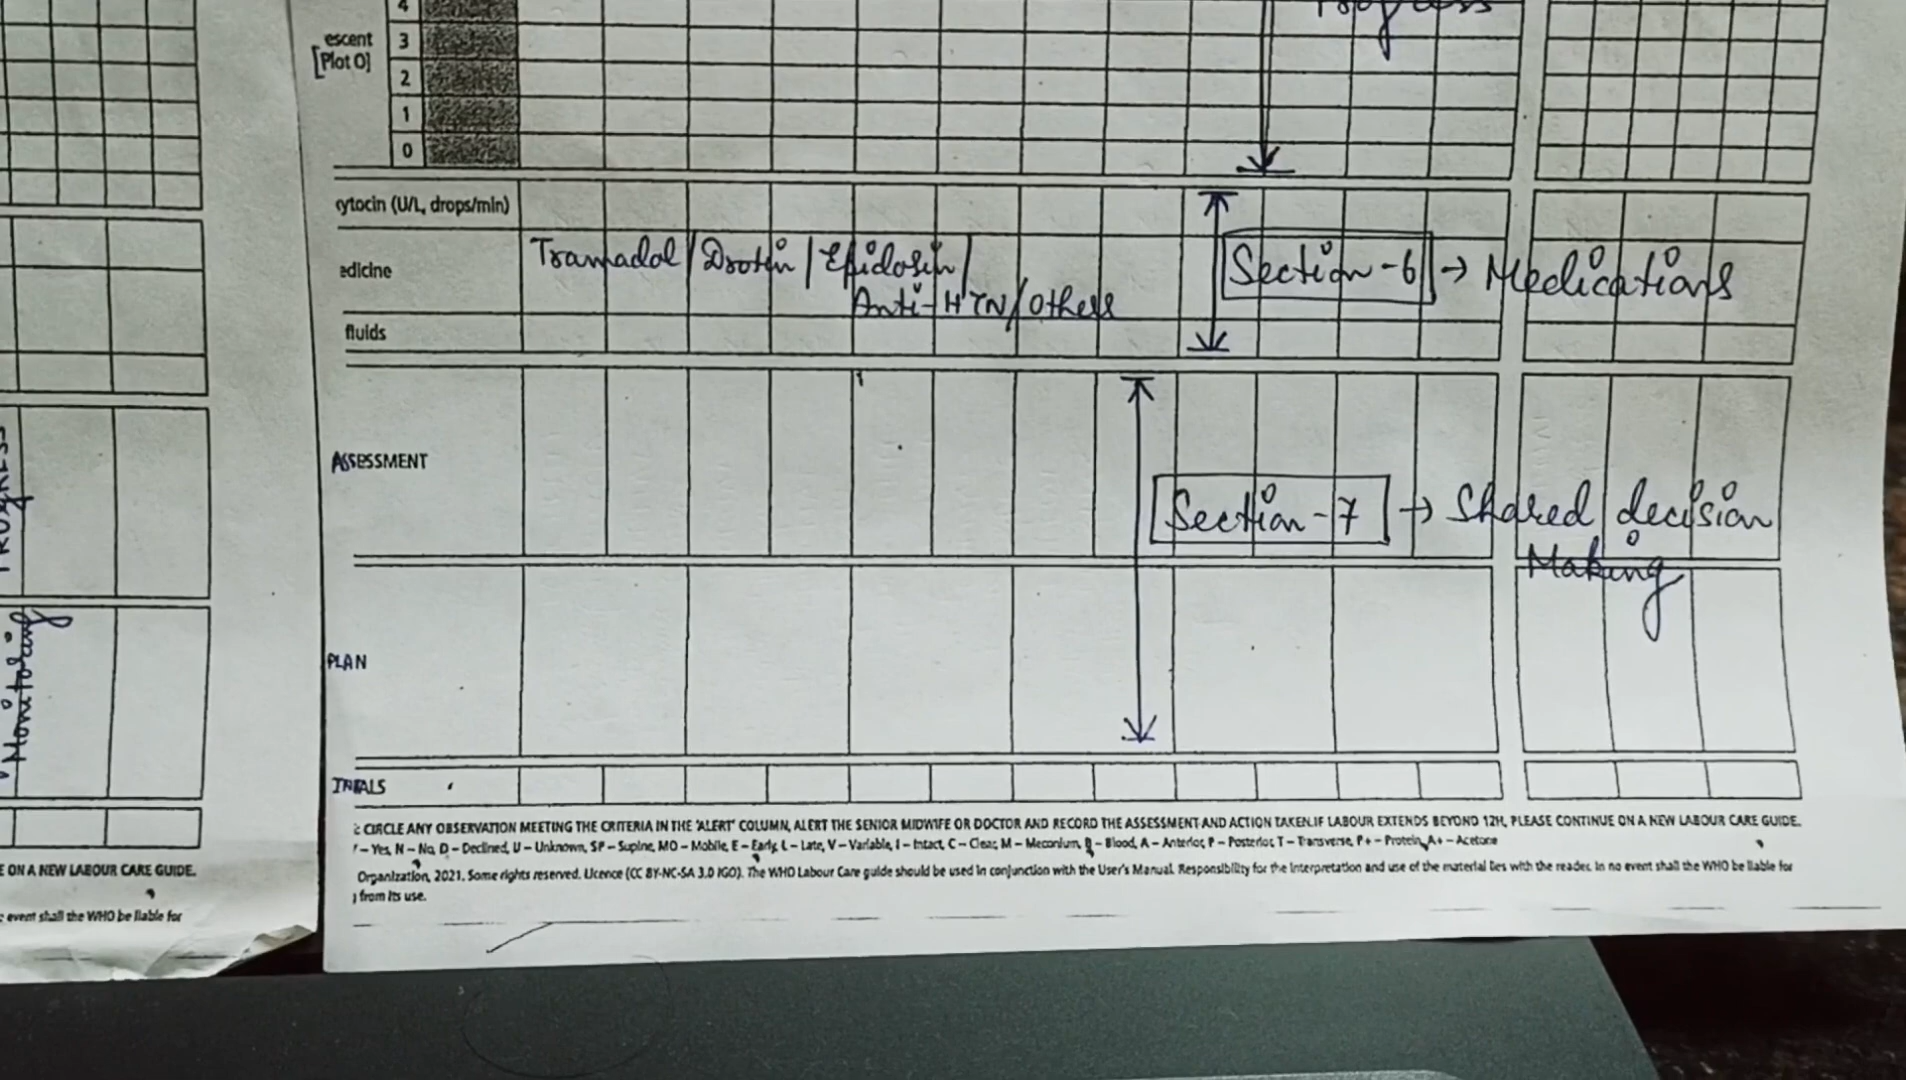 Progress
4
escent 3
[Plot O]
2
1
0
xytocin (U/L, drops/min)
edicine
Tramadol / Drotin / Epidosin /
Anti-HTN / Others
Section-6 → Medications
fluids
ASSESSMENT
Section-7 → Shared decision
Making
PLAN
INITIALS
: CIRCLE ANY OBSERVATION MEETING THE CRITERIA IN THE 'ALERT' COLUMN, ALERT THE SENIOR MIDWIFE OR DOCTOR AND RECORD THE ASSESSMENT AND ACTION TAKEN. IF LABOUR EXTENDS BEYOND 12H, PLEASE CONTINUE ON A NEW LABOUR CARE GUIDE.
Y – Yes, N – No, D – Declined, U – Unknown, SP – Supine, MO – Mobile, E – Early, L – Late, V – Variable, I – Intact, C – Clear, M – Meconium, B – Blood, A – Anterior, P – Posterior, T – Transverse, P+ – Protein, A+ – Acetone
Organization, 2021. Some rights reserved. Licence (CC BY-NC-SA 3.0 IGO). The WHO Labour Care guide should be used in conjunction with the User's Manual. Responsibility for the interpretation and use of the material lies with the reader. In no event shall the WHO be liable for
from its use.
Monitoring
E ON A NEW LABOUR CARE GUIDE.
event shall the WHO be liable for